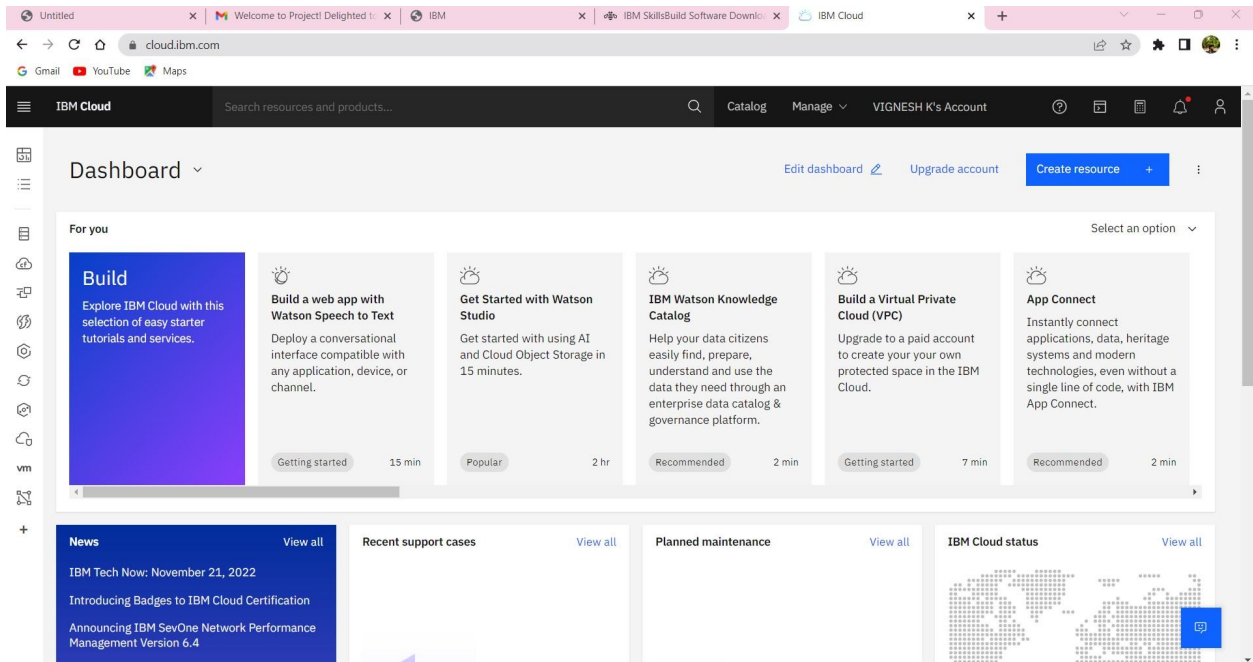 Untitled
Welcome to Project! Delighted to
IBM
IBM SkillsBuild Software Downlo
IBM Cloud
cloud.ibm.com
Gmail YouTube Maps
IBM Cloud
Search resources and products...
Catalog
Manage
VIGNESH K's Account
Dashboard
Edit dashboard
Upgrade account
Create resource +
For you
Select an option
Build
Explore IBM Cloud with this
selection of easy starter
tutorials and services.
Build a web app with
Watson Speech to Text
Deploy a conversational
interface compatible with
any application, device, or
channel.
Getting started 15 min
Get Started with Watson
Studio
Get started with using AI
and Cloud Object Storage in
15 minutes.
Popular 2 hr
IBM Watson Knowledge
Catalog
Help your data citizens
easily find, prepare,
understand and use the
data they need through an
enterprise data catalog &
governance platform.
Recommended 2 min
Build a Virtual Private
Cloud (VPC)
Upgrade to a paid account
to create your your own
protected space in the IBM
Cloud.
Getting started 7 min
App Connect
Instantly connect
applications, data, heritage
systems and modern
technologies, even without a
single line of code, with IBM
App Connect.
Recommended 2 min
vm
News View all
IBM Tech Now: November 21, 2022
Introducing Badges to IBM Cloud Certification
Announcing IBM SevOne Network Performance
Management Version 6.4
Recent support cases View all
Planned maintenance View all
IBM Cloud status View all